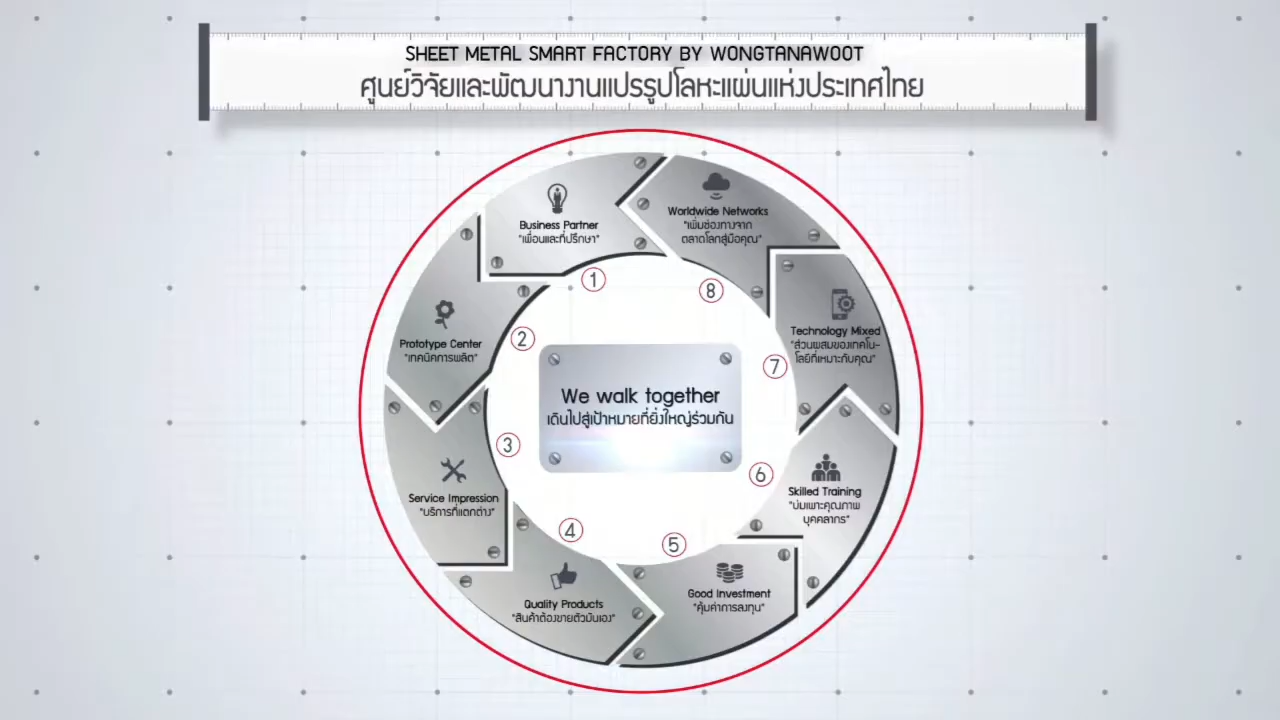 SHEET METAL SMART FACTORY BY WONGTANAWOOT
ศูนย์วิจัยและพัฒนางานแปรรูปโลหะแผ่นแห่งประเทศไทย
Business Partner
"เพื่อนและที่ปรึกษา"
1
Prototype Center
"เทคนิคการผลิต"
2
Service Impression
"บริการที่แตกต่าง"
3
Quality Products
"สินค้าต้องขายตัวมันเอง"
4
Good Investment
"คุ้มค่าการลงทุน"
5
Skilled Training
"บ่มเพาะคุณภาพ
บุคคลากร"
6
Technology Mixed
"ส่วนผสมของเทคโน-
โลยีที่เหมาะกับคุณ"
7
Worldwide Networks
"เพิ่มช่องทางจาก
ตลาดโลกสู่มือคุณ"
8
We walk together
เดินไปสู่เป้าหมายที่ยิ่งใหญ่ร่วมกัน